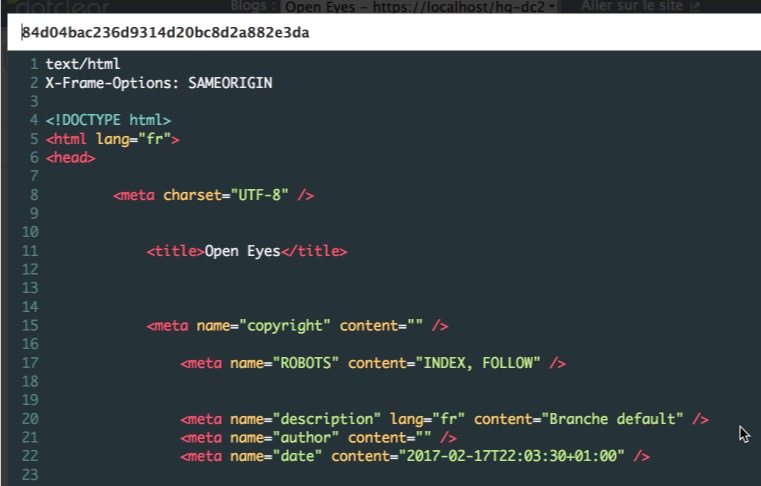 dotclear Blogs : Open Eyes – https://localhost/hg-dc2 Aller sur le site
84d04bac236d9314d20bc8d2a882e3da
1 text/html
2 X-Frame-Options: SAMEORIGIN
3
4 <!DOCTYPE html>
5 <html lang="fr">
6 <head>
7
8 <meta charset="UTF-8" />
9
10
11 <title>Open Eyes</title>
12
13
14
15 <meta name="copyright" content="" />
16
17 <meta name="ROBOTS" content="INDEX, FOLLOW" />
18
19
20 <meta name="description" lang="fr" content="Branche default" />
21 <meta name="author" content="" />
22 <meta name="date" content="2017-02-17T22:03:30+01:00" />
23